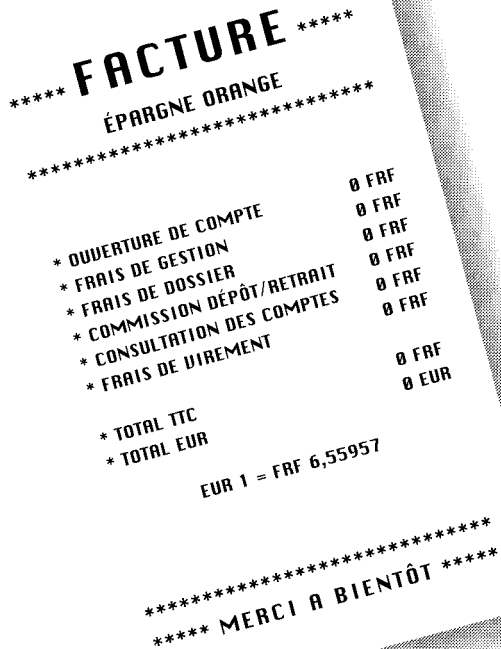 ***** FACTURE *****
ÉPARGNE ORANGE
******************************
* OUVERTURE DE COMPTE 0 FRF
* FRAIS DE GESTION 0 FRF
* FRAIS DE DOSSIER 0 FRF
* COMMISSION DÉPÔT/RETRAIT 0 FRF
* CONSULTATION DES COMPTES 0 FRF
* FRAIS DE VIREMENT 0 FRF
* TOTAL TTC 0 FRF
* TOTAL EUR 0 EUR
EUR 1 = FRF 6,55957
******************************
***** MERCI A BIENTÔT *****